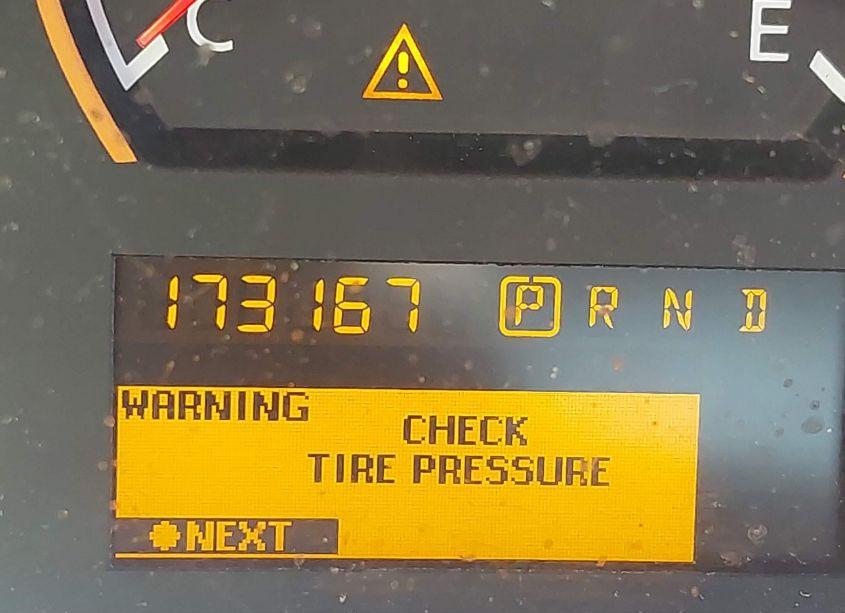 C
E
!
173167 P R N D
WARNING
CHECK
TIRE PRESSURE
NEXT